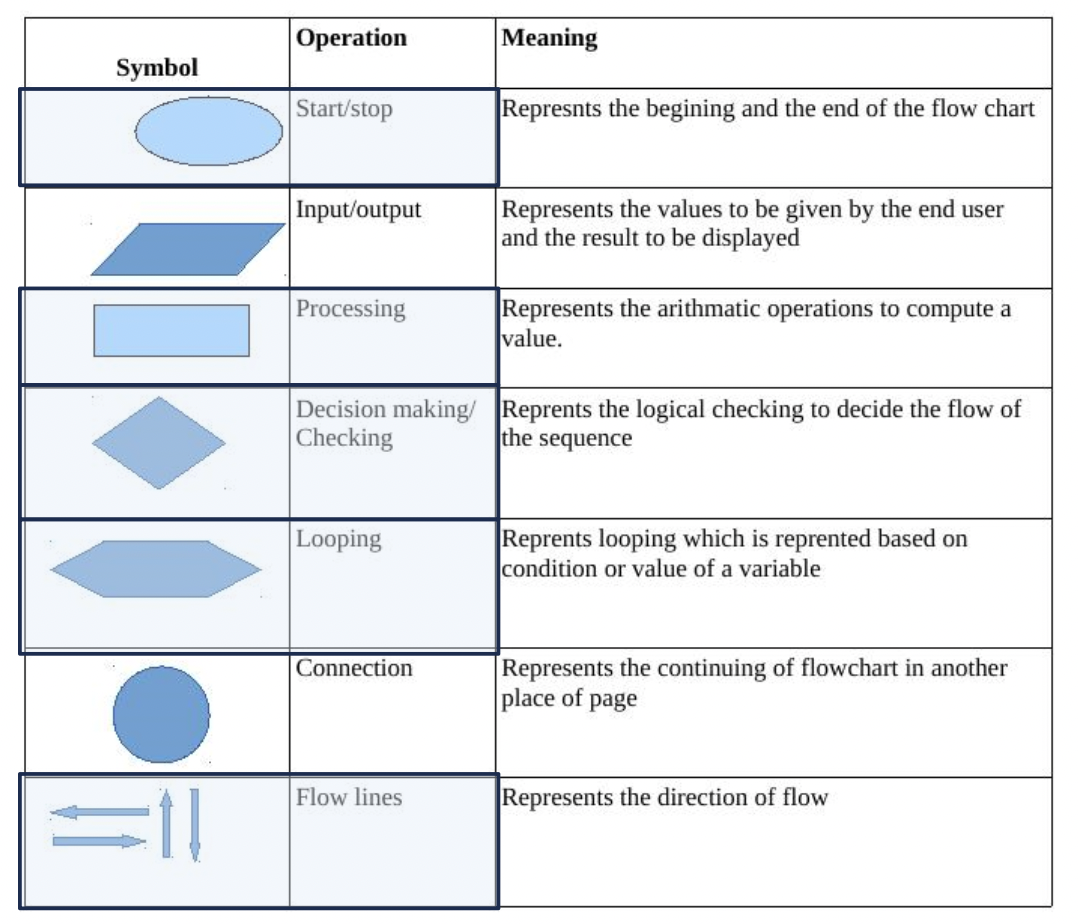 Symbol
Operation
Meaning
Start/stop
Represnts the begining and the end of the flow chart
Input/output
Represents the values to be given by the end user
and the result to be displayed
Processing
Represents the arithmatic operations to compute a
value.
Decision making/
Checking
Reprents the logical checking to decide the flow of
the sequence
Looping
Reprents looping which is reprented based on
condition or value of a variable
Connection
Represents the continuing of flowchart in another
place of page
Flow lines
Represents the direction of flow